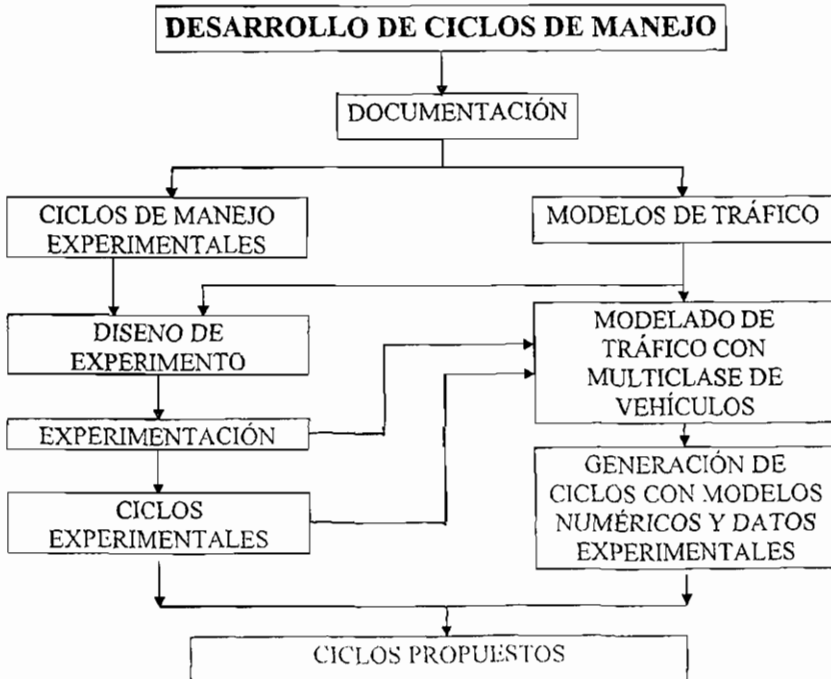 DESARROLLO DE CICLOS DE MANEJO
DOCUMENTACIÓN
CICLOS DE MANEJO
EXPERIMENTALES
MODELOS DE TRÁFICO
DISENO DE
EXPERIMENTO
MODELADO DE
TRÁFICO CON
MULTICLASE DE
VEHÍCULOS
EXPERIMENTACIÓN
CICLOS
EXPERIMENTALES
GENERACIÓN DE
CICLOS CON MODELOS
NUMÉRICOS Y DATOS
EXPERIMENTALES
CICLOS PROPUESTOS